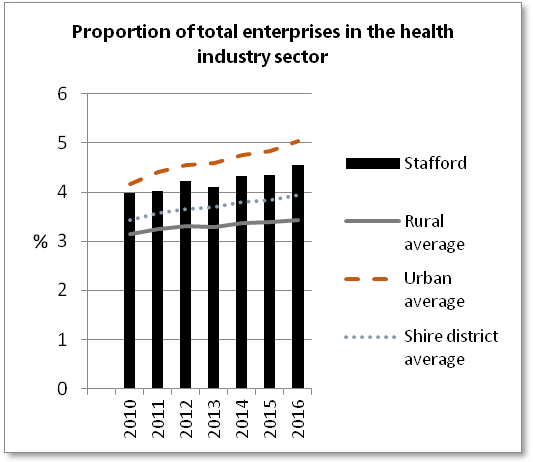 Proportion of total enterprises in the health
industry sector
6
5
4
3
2
1
0
%
2010
2011
2012
2013
2014
2015
2016
Stafford
Rural
average
Urban
average
Shire district
average